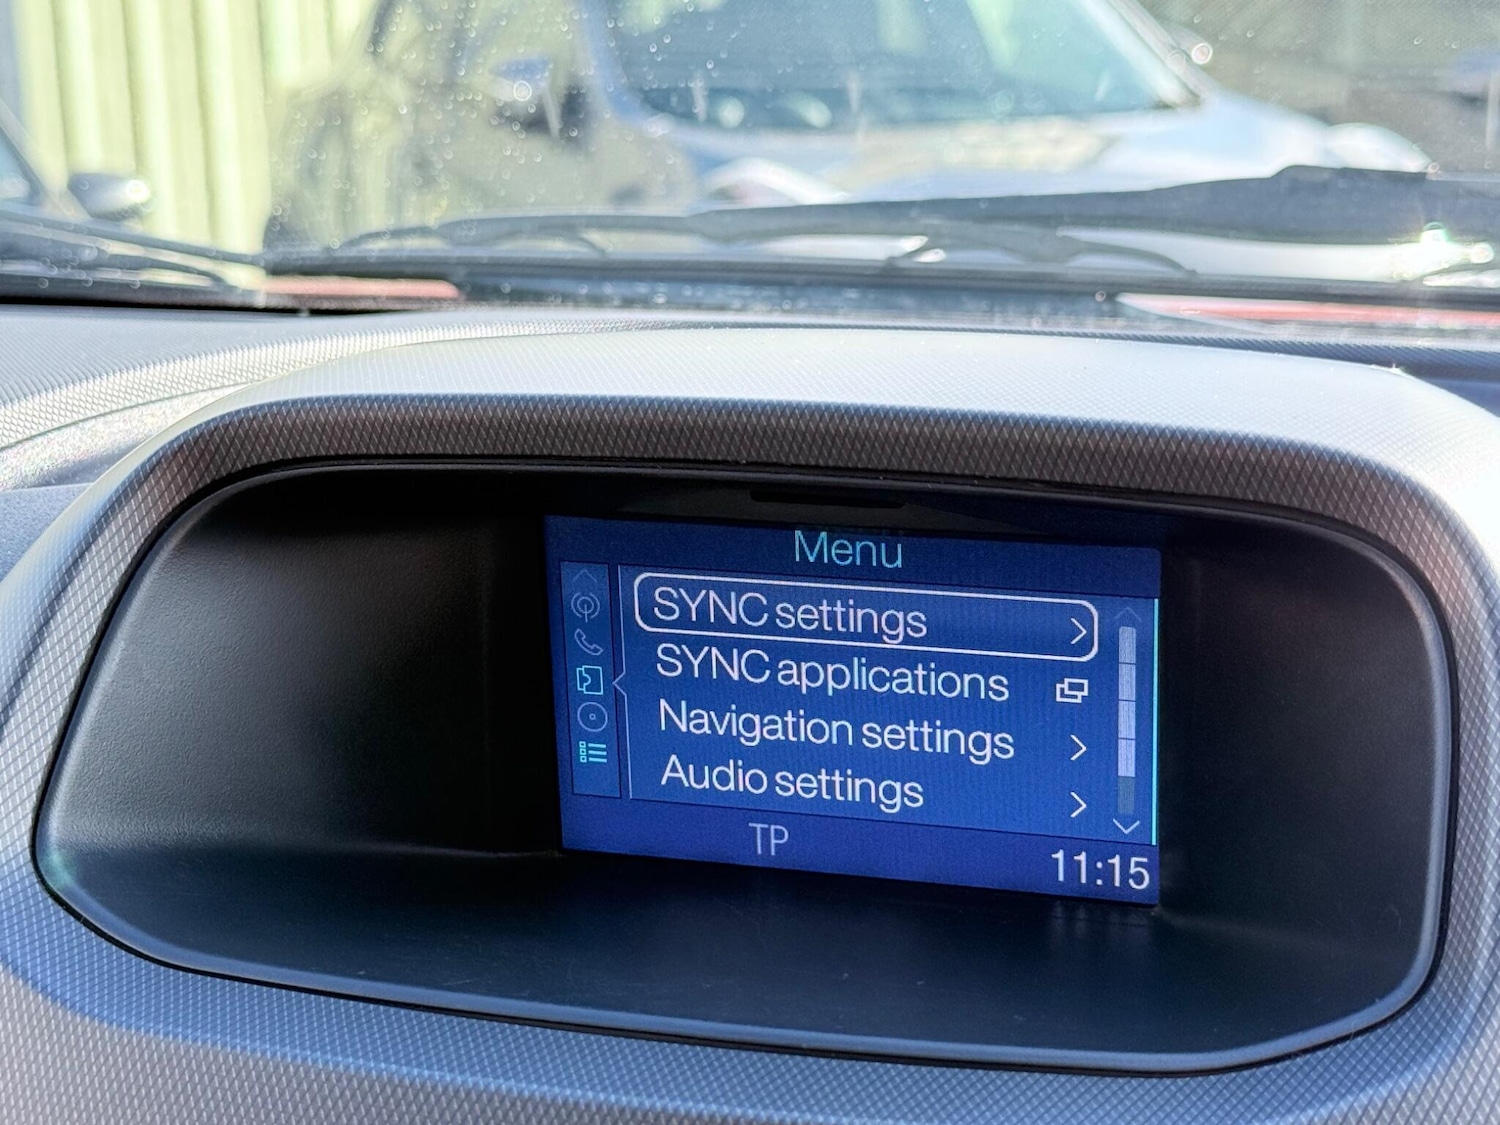 Menu
SYNC settings
SYNC applications
Navigation settings
Audio settings
TP
11:15